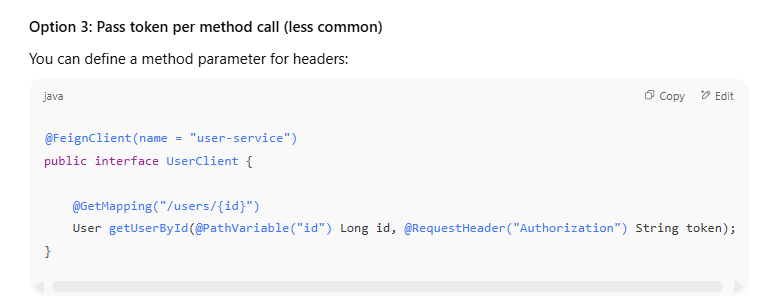 Option 3: Pass token per method call (less common)
You can define a method parameter for headers:
java
Copy
Edit
@FeignClient(name = "user-service")
public interface UserClient {
@GetMapping("/users/{id}")
User getUserById(@PathVariable("id") Long id, @RequestHeader("Authorization") String token);
}